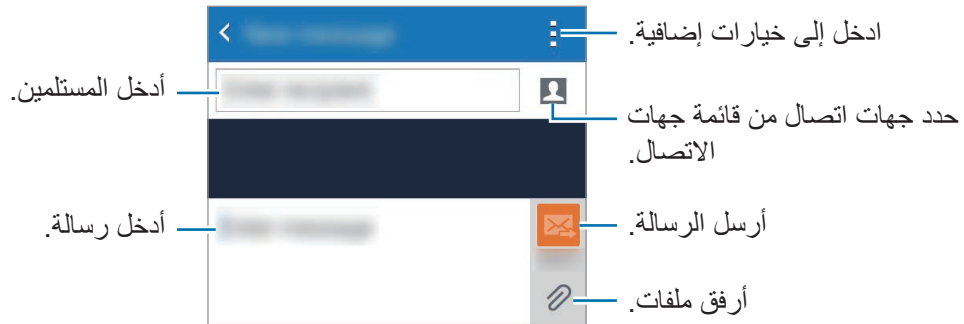 ادخل إلى خيارات إضافية.
أدخل المستلمين.
حدد جهات اتصال من قائمة جهات
الاتصال.
أدخل رسالة.
أرسل الرسالة.
أرفق ملفات.